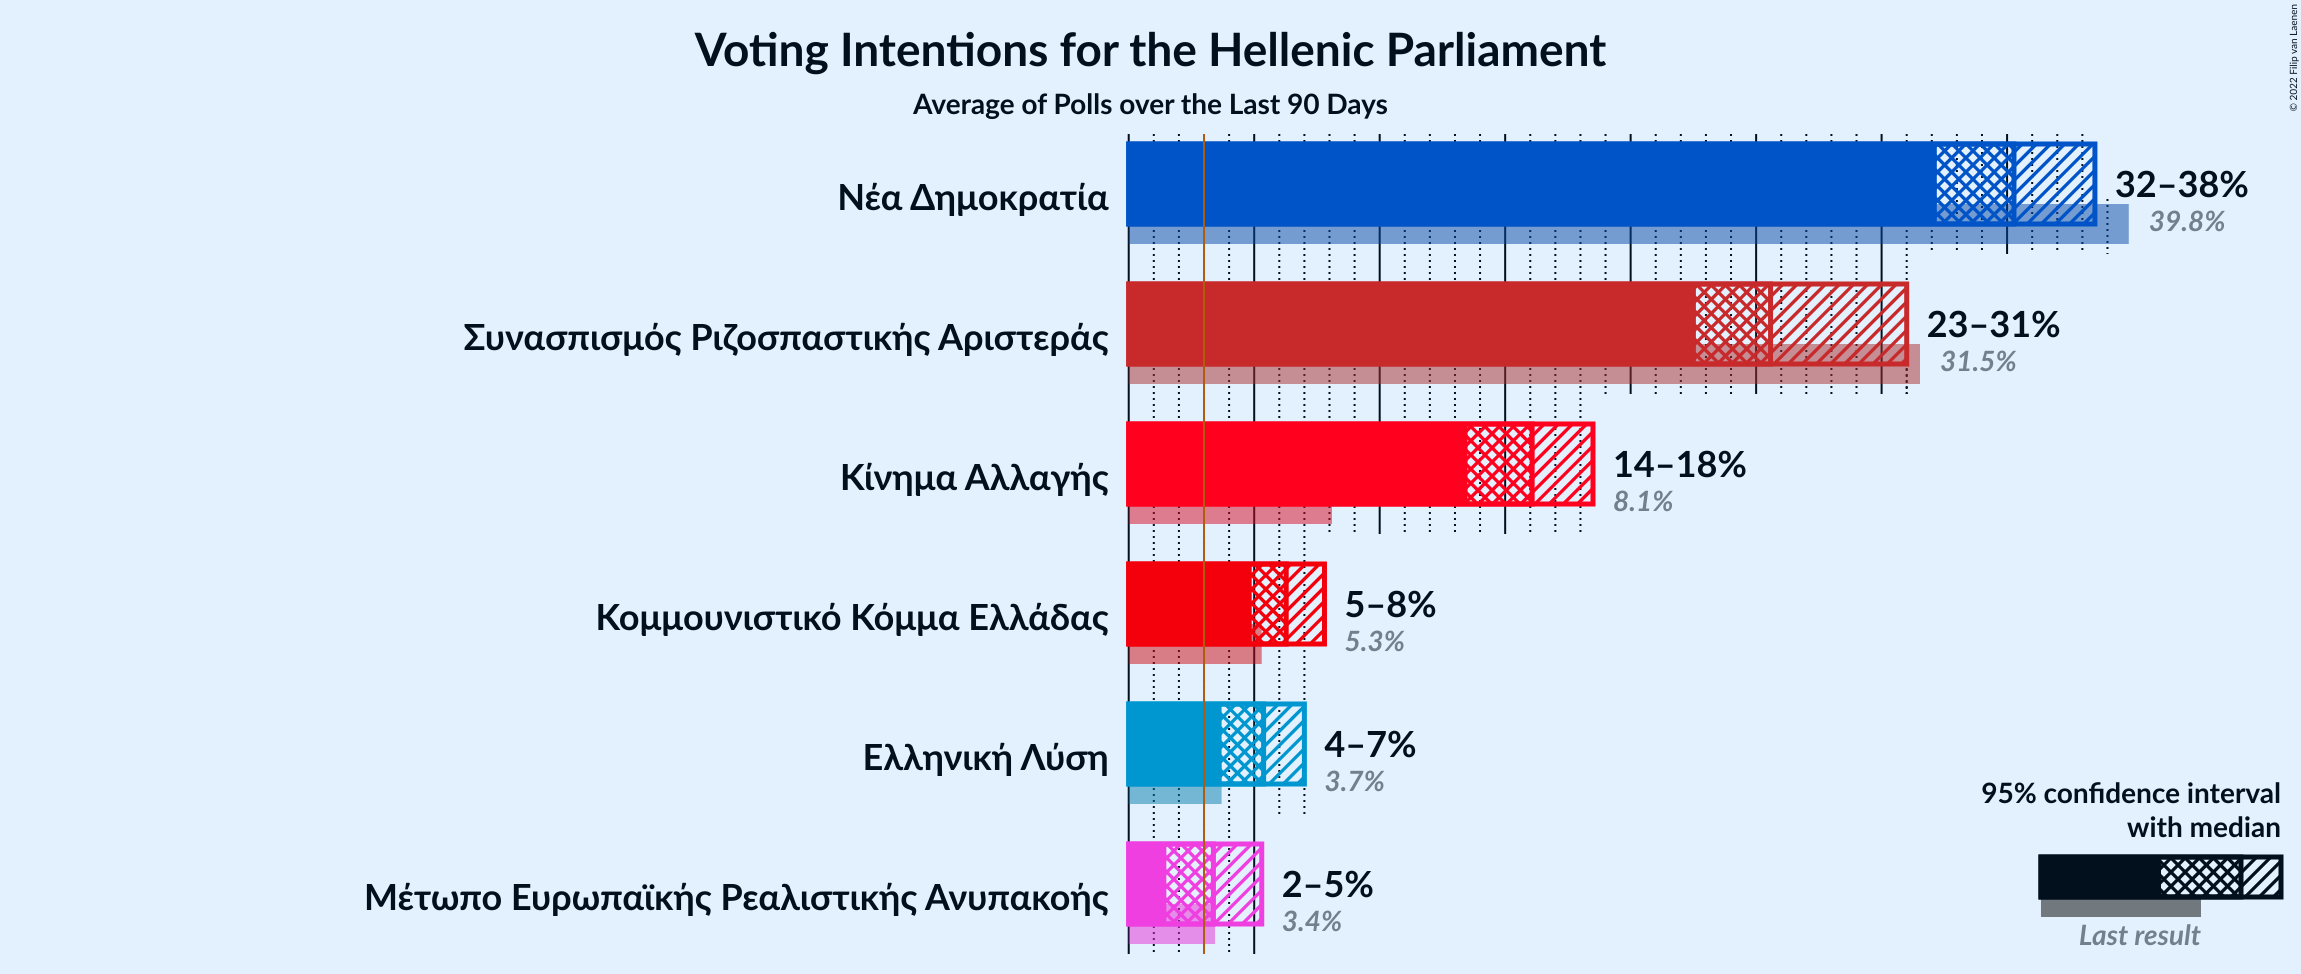 Voting Intentions for the Hellenic Parliament
Average of Polls over the Last 90 Days
© 2022 Filip van Laenen
Νέα Δημοκρατία
32–38%
39.8%
Συνασπισμός Ριζοσπαστικής Αριστεράς
23–31%
31.5%
Κίνημα Αλλαγής
14–18%
8.1%
Κομμουνιστικό Κόμμα Ελλάδας
5–8%
5.3%
Ελληνική Λύση
4–7%
3.7%
Μέτωπο Ευρωπαϊκής Ρεαλιστικής Ανυπακοής
2–5%
3.4%
95% confidence interval
with median
Last result